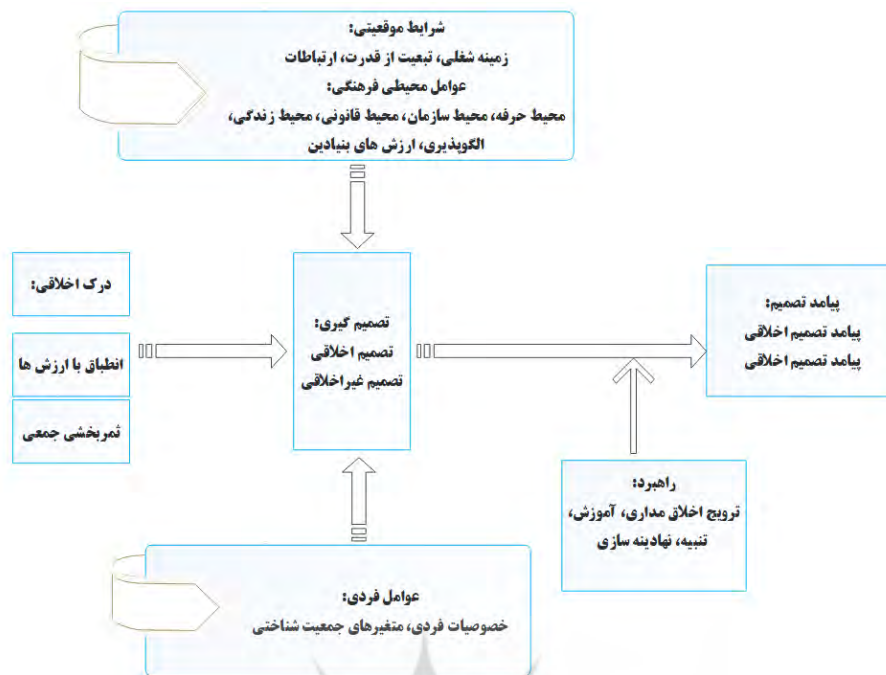 شرایط موقعیتی:
زمینه شغلی، تبعیت از قدرت، ارتباطات
عوامل محیطی فرهنگی:
محیط حرفه، محیط سازمان، محیط قانونی، محیط زندگی،
الگوپذیری، ارزش های بنیادین
درک اخلاقی:
انطباق با ارزش ها
ثمربخشی جمعی
تصمیم گیری:
تصمیم اخلاقی
تصمیم غیراخلاقی
پیامد تصمیم:
پیامد تصمیم اخلاقی
پیامد تصمیم اخلاقی
راهبرد:
ترویج اخلاق مداری، آموزش،
تنبیه، نهادینه سازی
عوامل فردی:
خصوصیات فردی، متغیرهای جمعیت شناختی